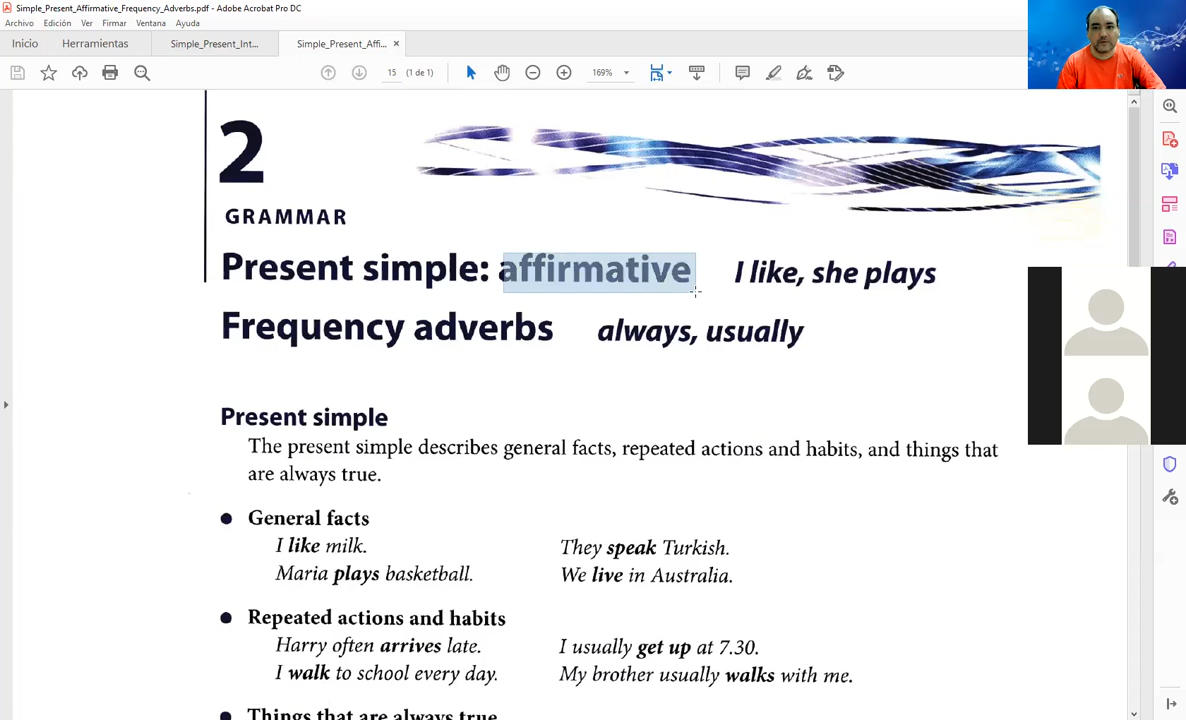 Simple_Present_Affirmative_Frequency_Adverbs.pdf - Adobe Acrobat Pro DC
Archivo Edición Ver Firmar Ventana Ayuda
Inicio Herramientas Simple_Present_Int... Simple_Present_Affi... ×
15 (1 de 1) 169%
2
GRAMMAR
Present simple: affirmative I like, she plays
Frequency adverbs always, usually
Present simple
The present simple describes general facts, repeated actions and habits, and things that
are always true.
● General facts
I like milk. They speak Turkish.
Maria plays basketball. We live in Australia.
● Repeated actions and habits
Harry often arrives late. I usually get up at 7.30.
I walk to school every day. My brother usually walks with me.
● Things that are always true